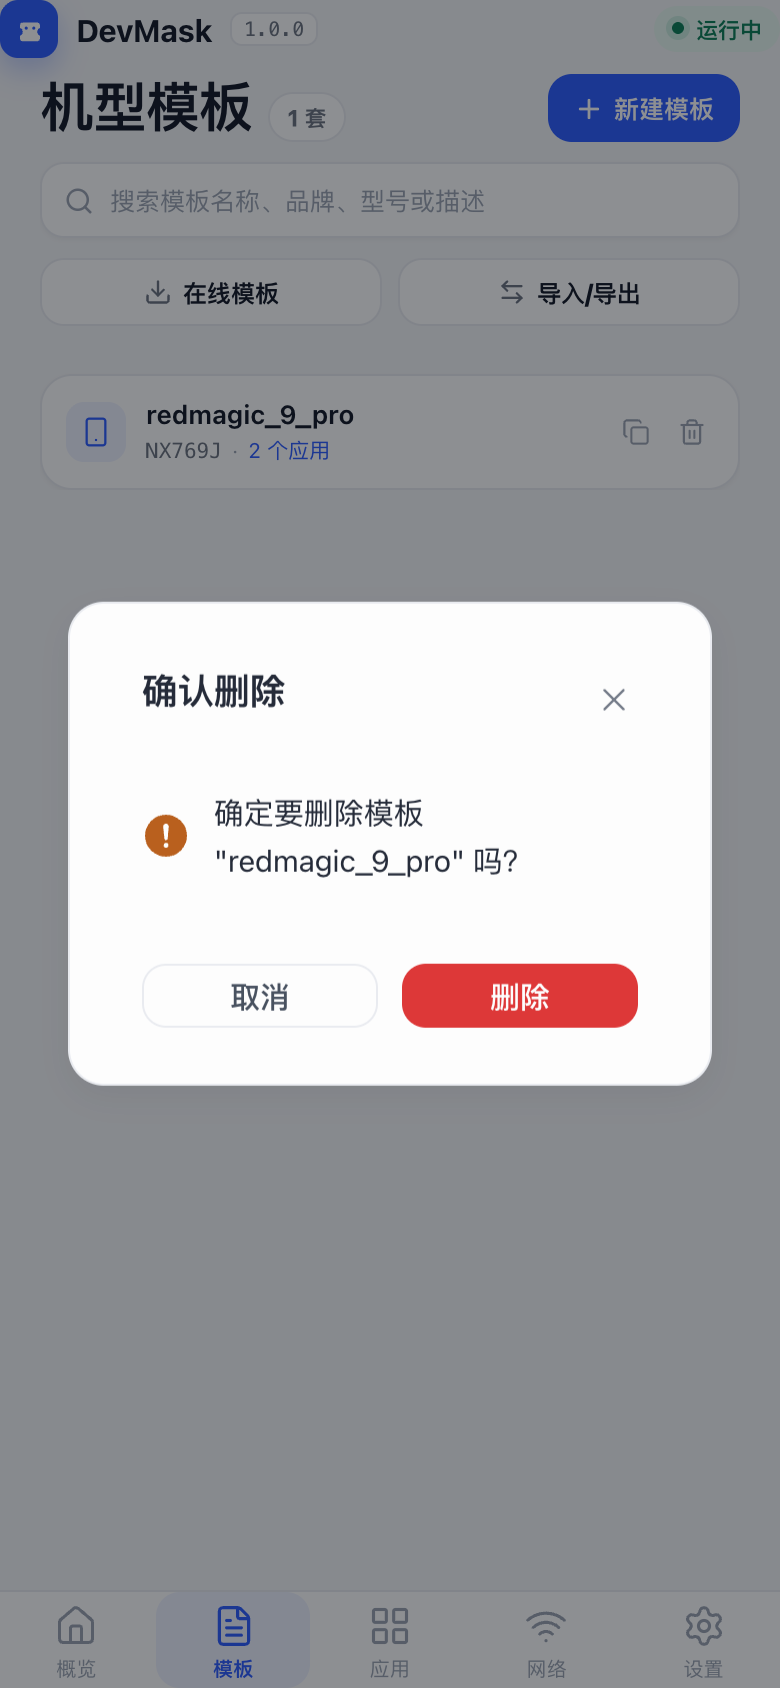 DevMask 1.0.0 运行中
机型模板 1 套 新建模板
搜索模板名称、品牌、型号或描述
在线模板 导入/导出
redmagic_9_pro
NX769J · 2 个应用
确认删除
确定要删除模板
"redmagic_9_pro" 吗?
取消 删除
概览 模板 应用 网络 设置